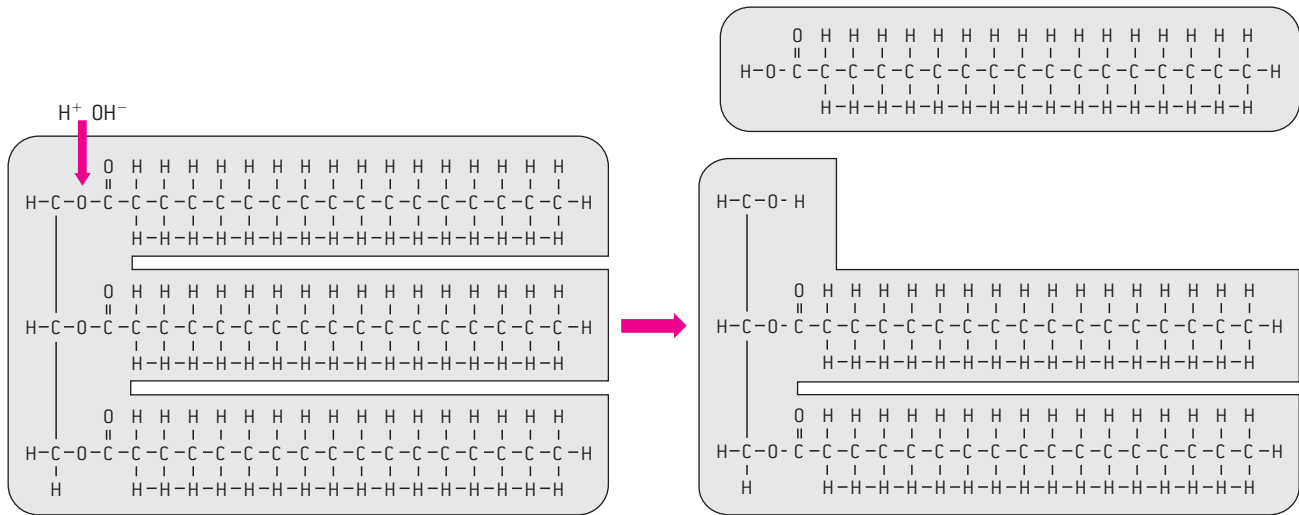 O H H H H H H H H H H H H H H H H
H–O-C–C–C–C–C–C–C–C–C–C–C–C–C–C–C–C–C–H
H–H–H–H–H–H–H–H–H–H–H–H–H–H–H–H
H⁺ OH⁻
O H H H H H H H H H H H H H H H H
H–C–O–C–C–C–C–C–C–C–C–C–C–C–C–C–C–C–C–C–H
H–H–H–H–H–H–H–H–H–H–H–H–H–H–H–H
O H H H H H H H H H H H H H H H H
H–C–O–C–C–C–C–C–C–C–C–C–C–C–C–C–C–C–C–C–H
H–H–H–H–H–H–H–H–H–H–H–H–H–H–H–H
O H H H H H H H H H H H H H H H H
H–C–O–C–C–C–C–C–C–C–C–C–C–C–C–C–C–C–C–C–H
H H–H–H–H–H–H–H–H–H–H–H–H–H–H–H–H
H–C–O- H
O H H H H H H H H H H H H H H H H
H–C–O–C–C–C–C–C–C–C–C–C–C–C–C–C–C–C–C–C–H
H–H–H–H–H–H–H–H–H–H–H–H–H–H–H–H
O H H H H H H H H H H H H H H H H
H–C–O-C–C–C–C–C–C–C–C–C–C–C–C–C–C–C–C–C–H
H H–H–H–H–H–H–H–H–H–H–H–H–H–H–H–H